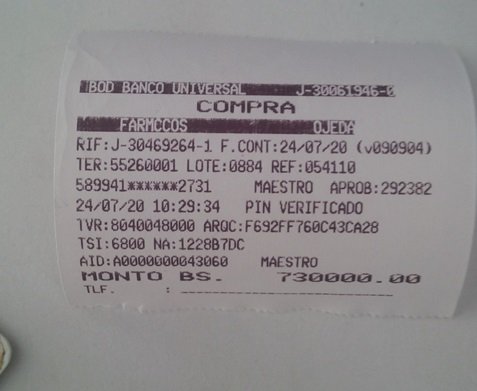 BOD BANCO UNIVERSAL J-30061946-0
COMPRA
FARMCCOS OJEDA
RIF:J-30469264-1 F.CONT:24/07/20 (v090904)
TER:55260001 LOTE:0884 REF:054110
589941******2731 MAESTRO APROB:292382
24/07/20 10:29:34 PIN VERIFICADO
TVR:8040048000 ARQC:F692FF760C43CA28
TSI:6800 NA:1228B7DC
AID:A0000000043060 MAESTRO
MONTO BS. 730000.00
TLF. : ________________________